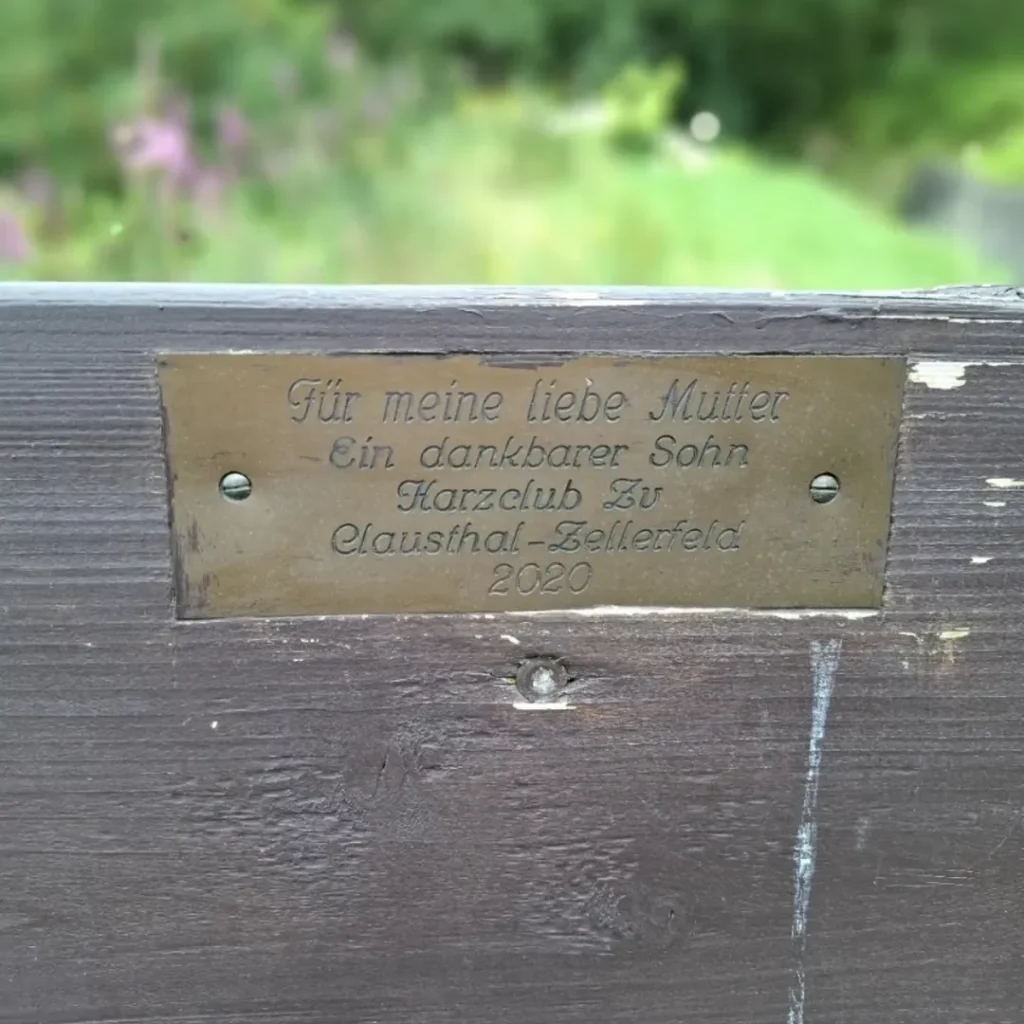 Für meine liebe Mutter
Ein dankbarer Sohn
Harzclub Zv
Clausthal-Zellerfeld
2020